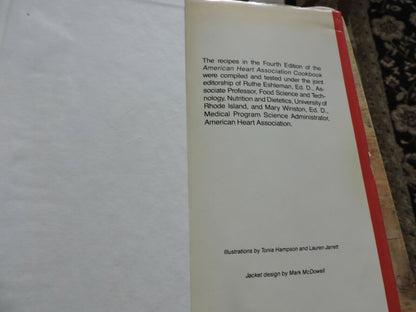 The recipes in the Fourth Edition of the
American Heart Association Cookbook
were compiled and tested under the joint
editorship of Ruthe Eshleman, Ed. D., As-
sociate Professor, Food Science and Tech-
nology, Nutrition and Dietetics, University of
Rhode Island, and Mary Winston, Ed. D.,
Medical Program Science Administrator,
American Heart Association.
Illustrations by Tonia Hampson and Lauren Jarrett
Jacket design by Mark McDowell